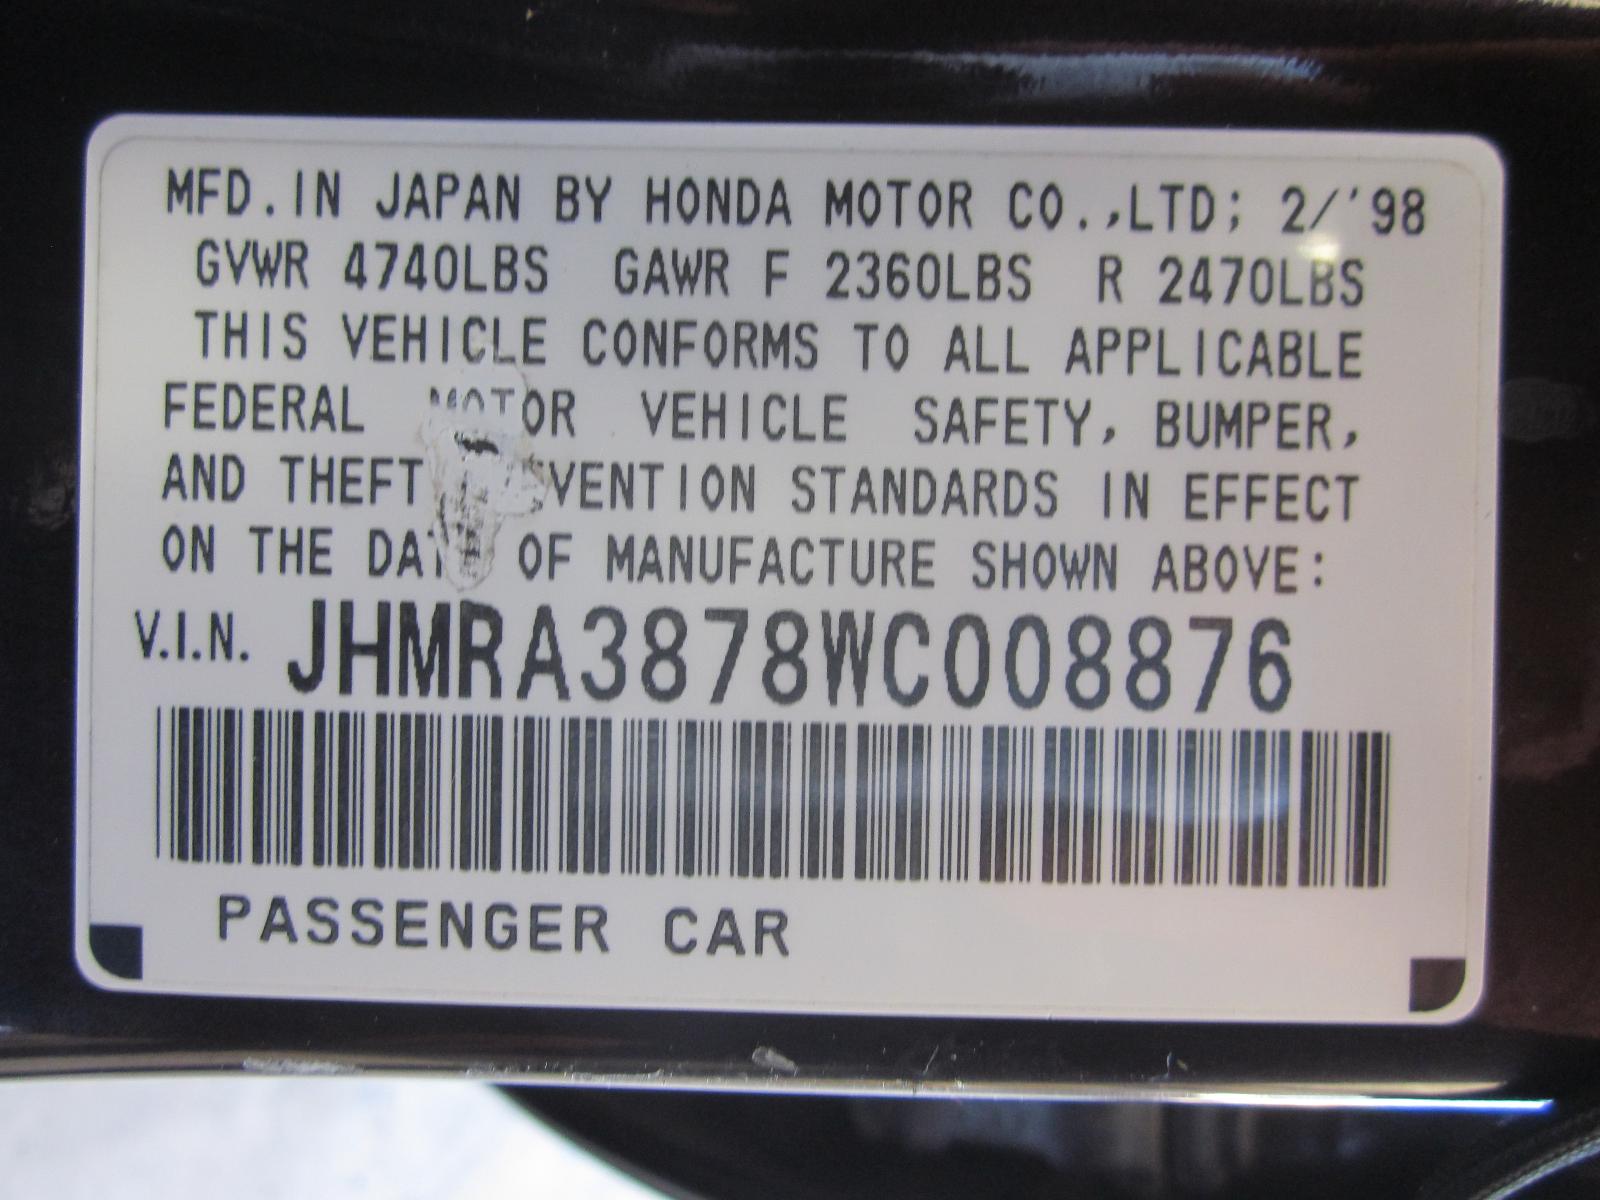 MFD. IN JAPAN BY HONDA MOTOR CO.,LTD; 2/'98
GVWR 4740LBS GAWR F 2360LBS R 2470LBS
THIS VEHICLE CONFORMS TO ALL APPLICABLE
FEDERAL MOTOR VEHICLE SAFETY, BUMPER,
AND THEFT STANDARDS IN EFFECT
ON THE OF MANUFACTURE SHOWN ABOVE:
V.I.N. JHMRA3878WC008876
PASSENGER CAR